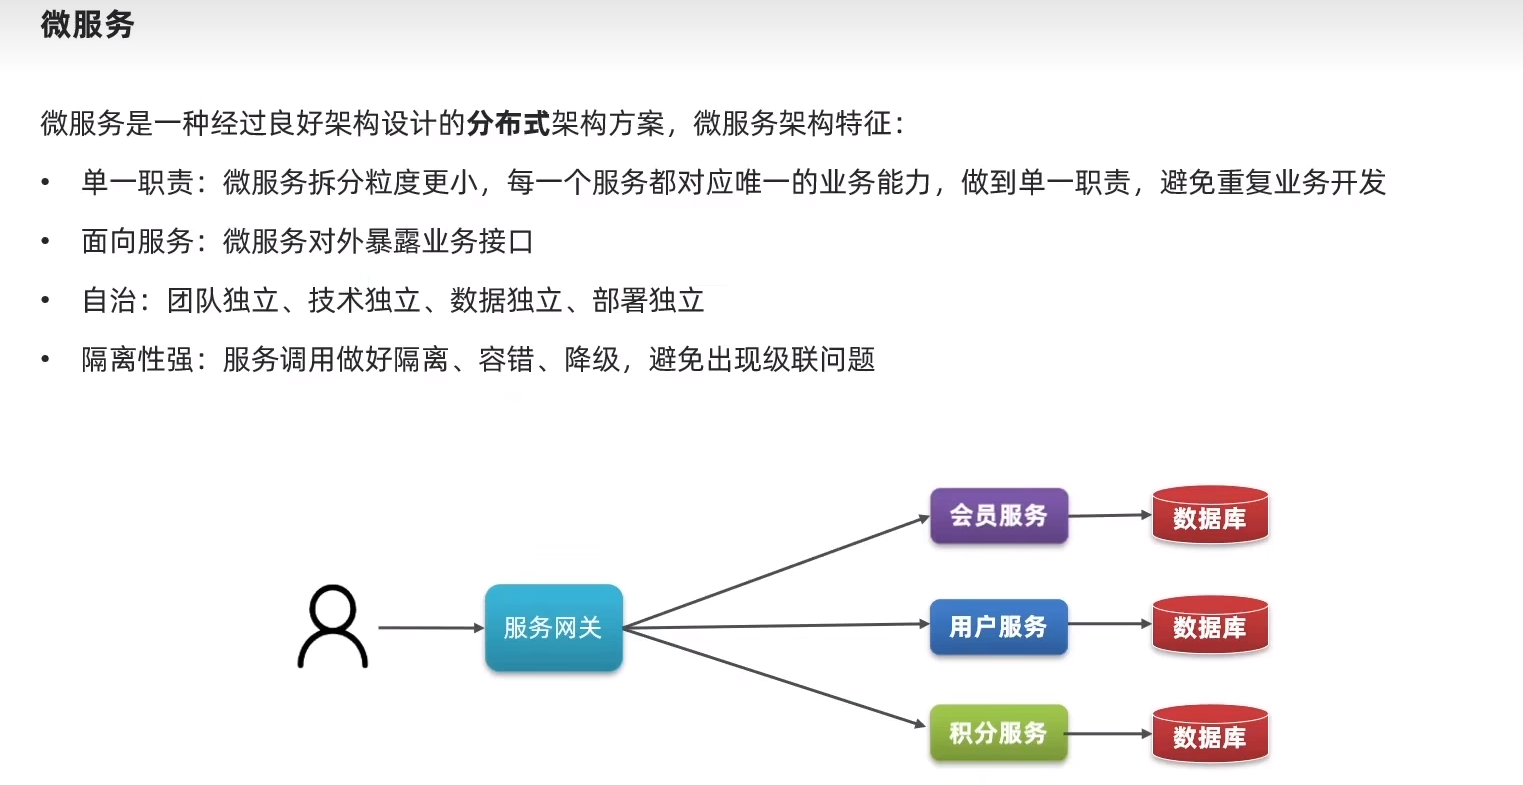 微服务
微服务是一种经过良好架构设计的分布式架构方案，微服务架构特征：
• 单一职责：微服务拆分粒度更小，每一个服务都对应唯一的业务能力，做到单一职责，避免重复业务开发
• 面向服务：微服务对外暴露业务接口
• 自治：团队独立、技术独立、数据独立、部署独立
• 隔离性强：服务调用做好隔离、容错、降级，避免出现级联问题
会员服务
数据库
服务网关
用户服务
数据库
积分服务
数据库